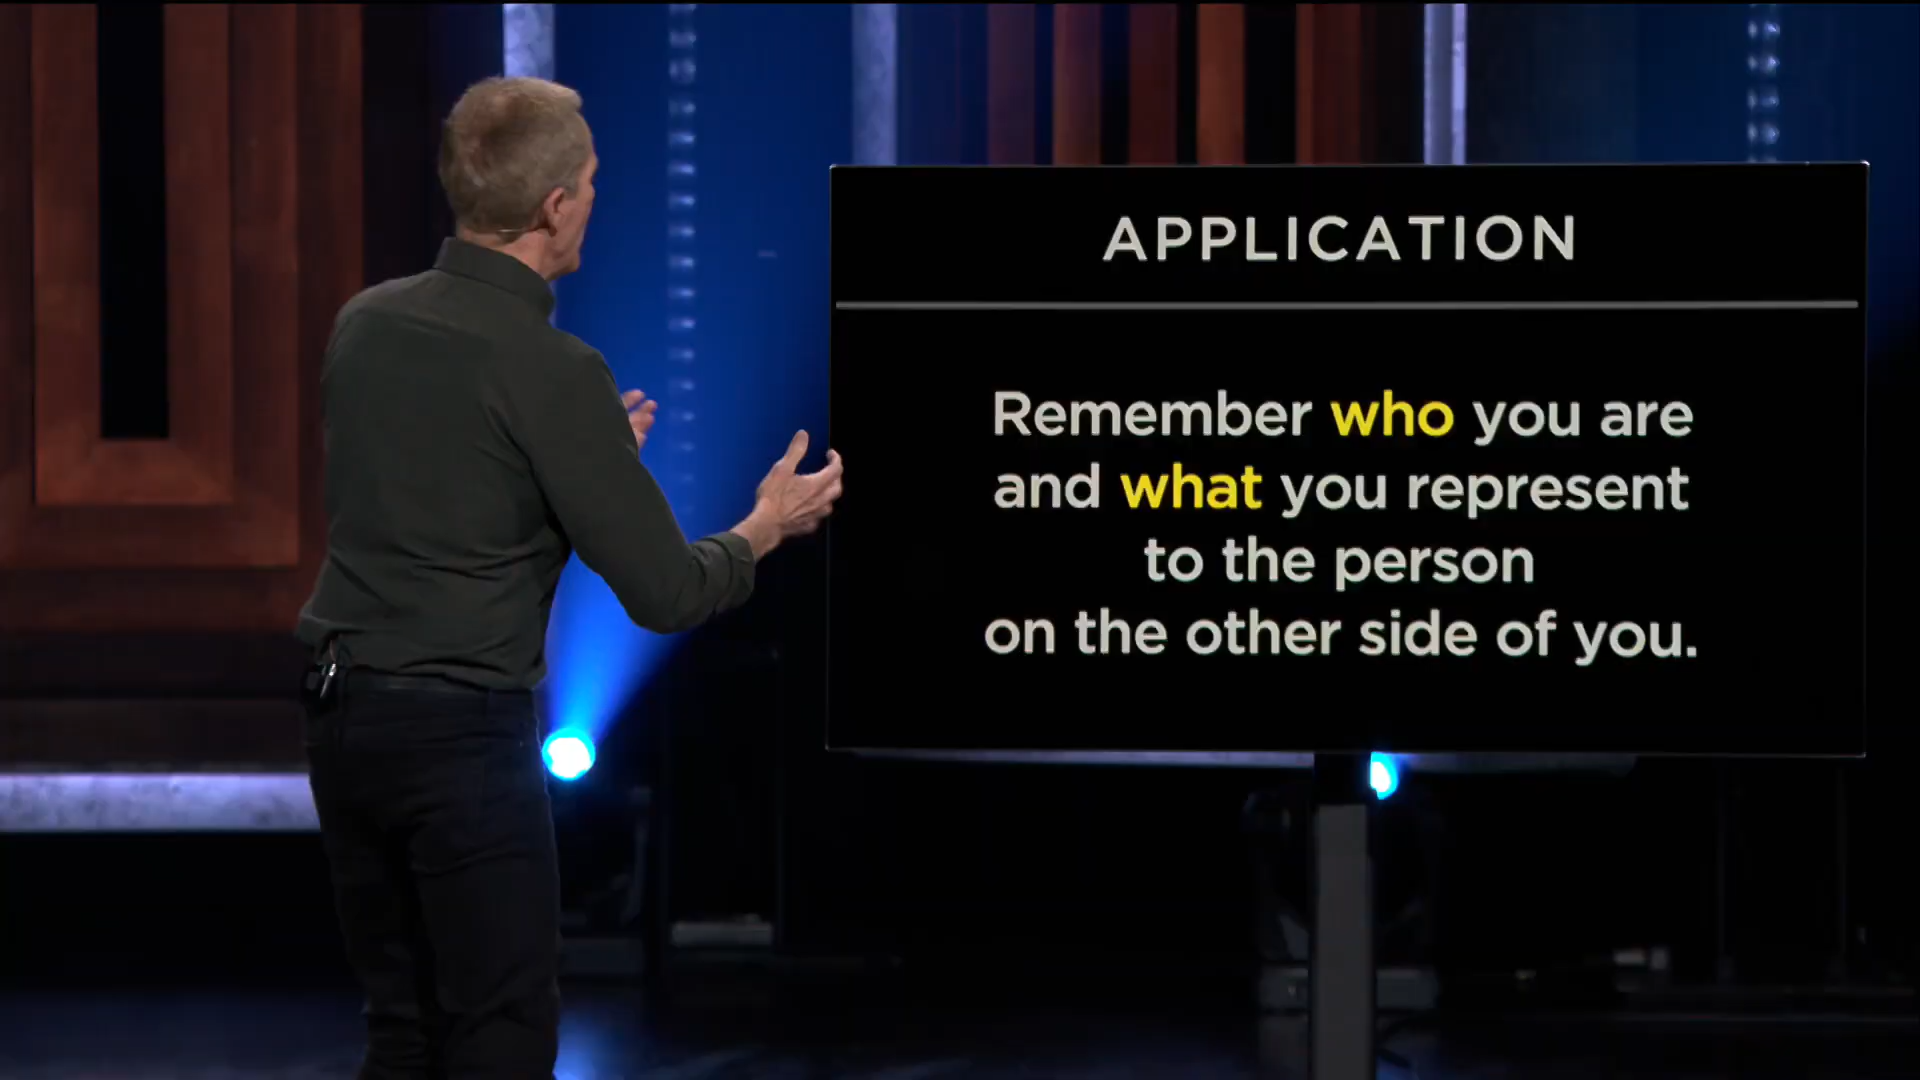 APPLICATION
Remember who you are
and what you represent
to the person
on the other side of you.